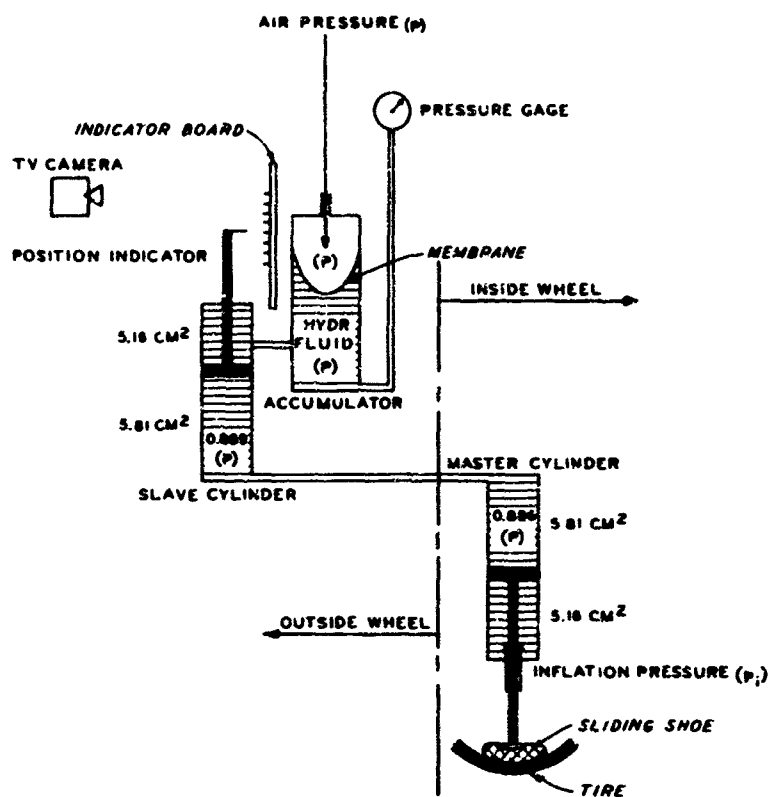 AIR PRESSURE (P)
PRESSURE GAGE
INDICATOR BOARD
TV CAMERA
POSITION INDICATOR
(P)
MEMBRANE
INSIDE WHEEL
5.16 CM²
HYDR
FLUID
(P)
ACCUMULATOR
5.81 CM²
(P)
MASTER CYLINDER
SLAVE CYLINDER
(P)
5.81 CM²
OUTSIDE WHEEL
5.16 CM²
INFLATION PRESSURE (Pi)
SLIDING SHOE
TIRE